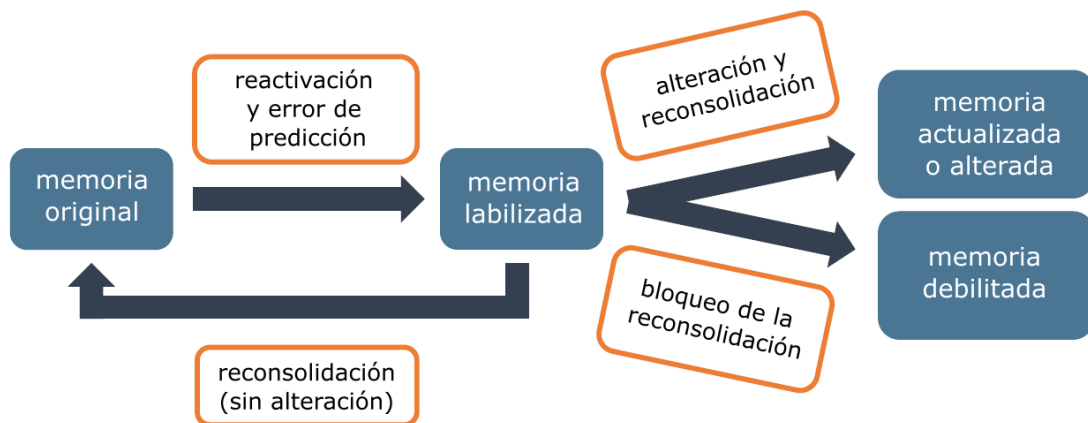 reactivación
y error de
predicción
alteración y
reconsolidación
memoria
original
memoria
labilizada
memoria
actualizada
o alterada
memoria
debilitada
bloqueo de la
reconsolidación
reconsolidación
(sin alteración)